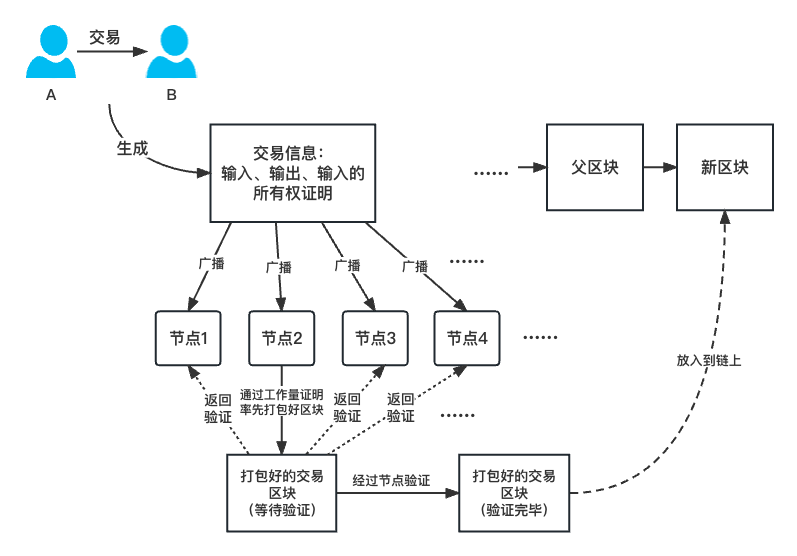 交易
A
B
生成
交易信息：
输入、输出、输入的
所有权证明
……
父区块
新区块
广播
广播
广播
广播
……
节点1
节点2
节点3
节点4
……
返回
验证
通过工作量证明
率先打包好区块
返回
验证
返回
验证
……
放入到链上
打包好的交易
区块
（等待验证）
经过节点验证
打包好的交易
区块
（验证完毕）